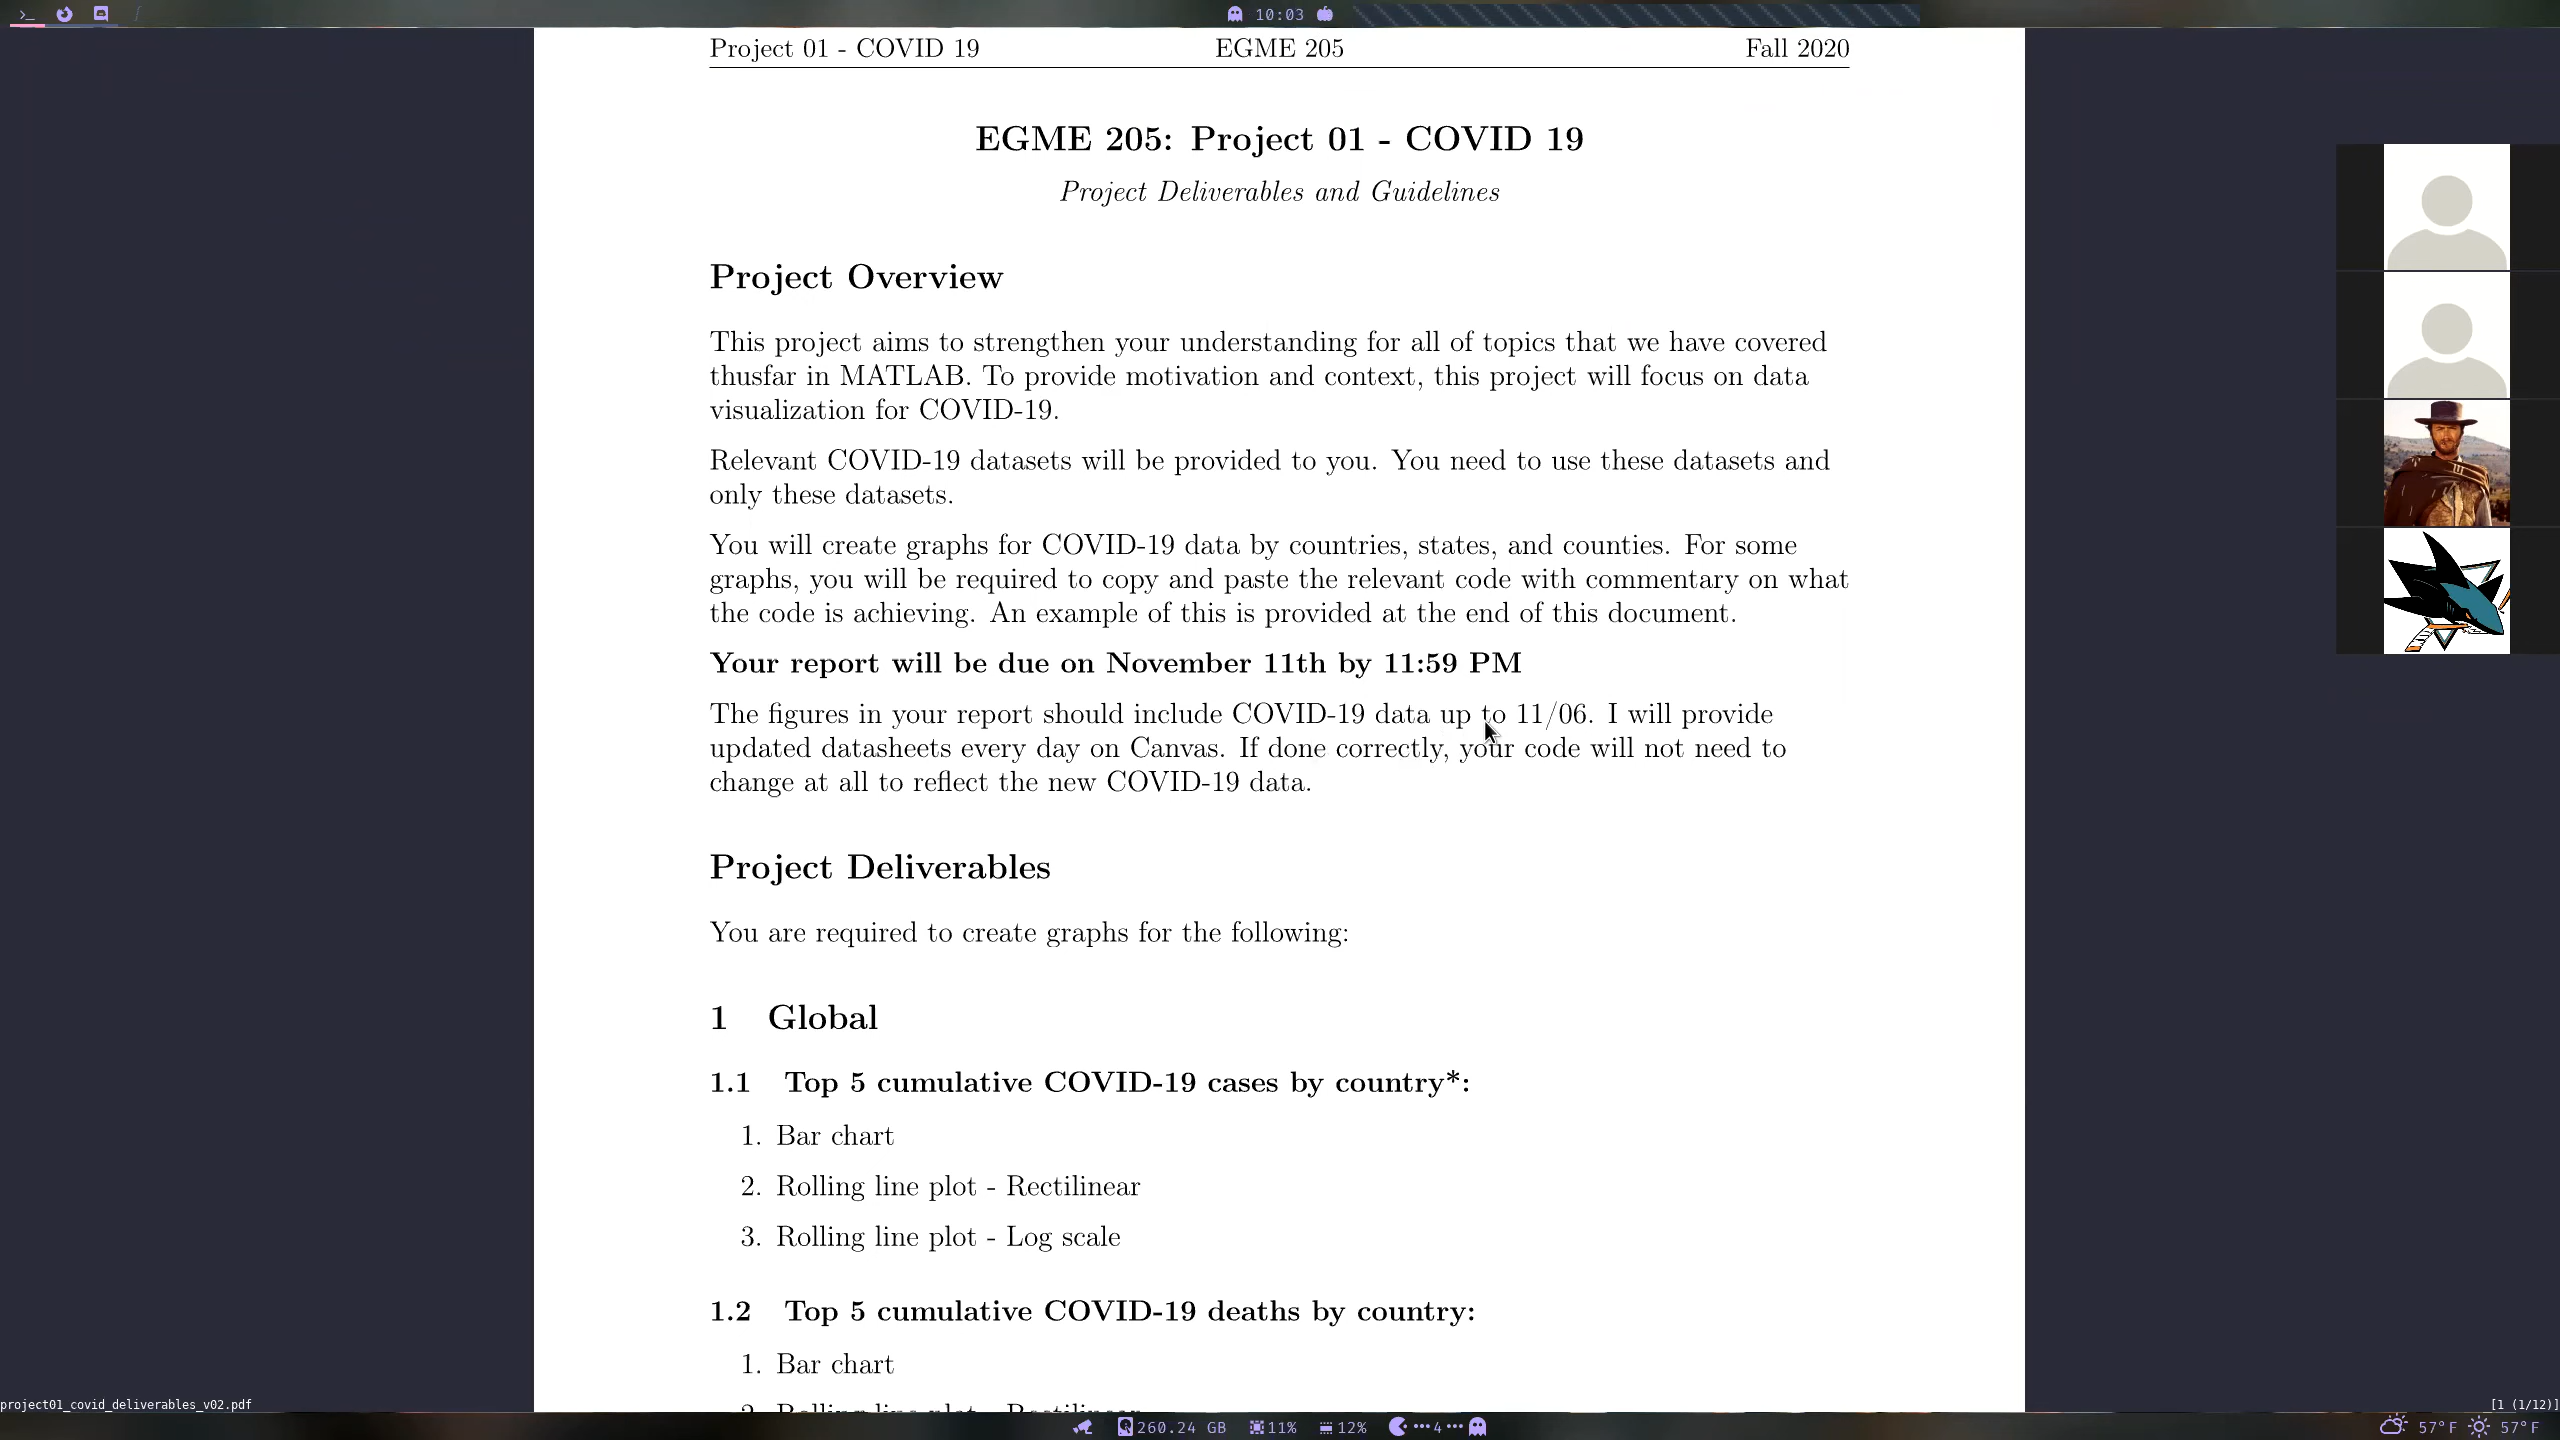 10:03
Project 01 - COVID 19 EGME 205 Fall 2020
EGME 205: Project 01 - COVID 19
Project Deliverables and Guidelines
Project Overview
This project aims to strengthen your understanding for all of topics that we have covered
thusfar in MATLAB. To provide motivation and context, this project will focus on data
visualization for COVID-19.
Relevant COVID-19 datasets will be provided to you. You need to use these datasets and
only these datasets.
You will create graphs for COVID-19 data by countries, states, and counties. For some
graphs, you will be required to copy and paste the relevant code with commentary on what
the code is achieving. An example of this is provided at the end of this document.
Your report will be due on November 11th by 11:59 PM
The figures in your report should include COVID-19 data up to 11/06. I will provide
updated datasheets every day on Canvas. If done correctly, your code will not need to
change at all to reflect the new COVID-19 data.
Project Deliverables
You are required to create graphs for the following:
1 Global
1.1 Top 5 cumulative COVID-19 cases by country*:
1. Bar chart
2. Rolling line plot - Rectilinear
3. Rolling line plot - Log scale
1.2 Top 5 cumulative COVID-19 deaths by country:
1. Bar chart
2. Rolling line plot - Rectilinear
project01_covid_deliverables_v02.pdf [1 (1/12)]
260.24 GB 11% 12% 4 57°F 57°F